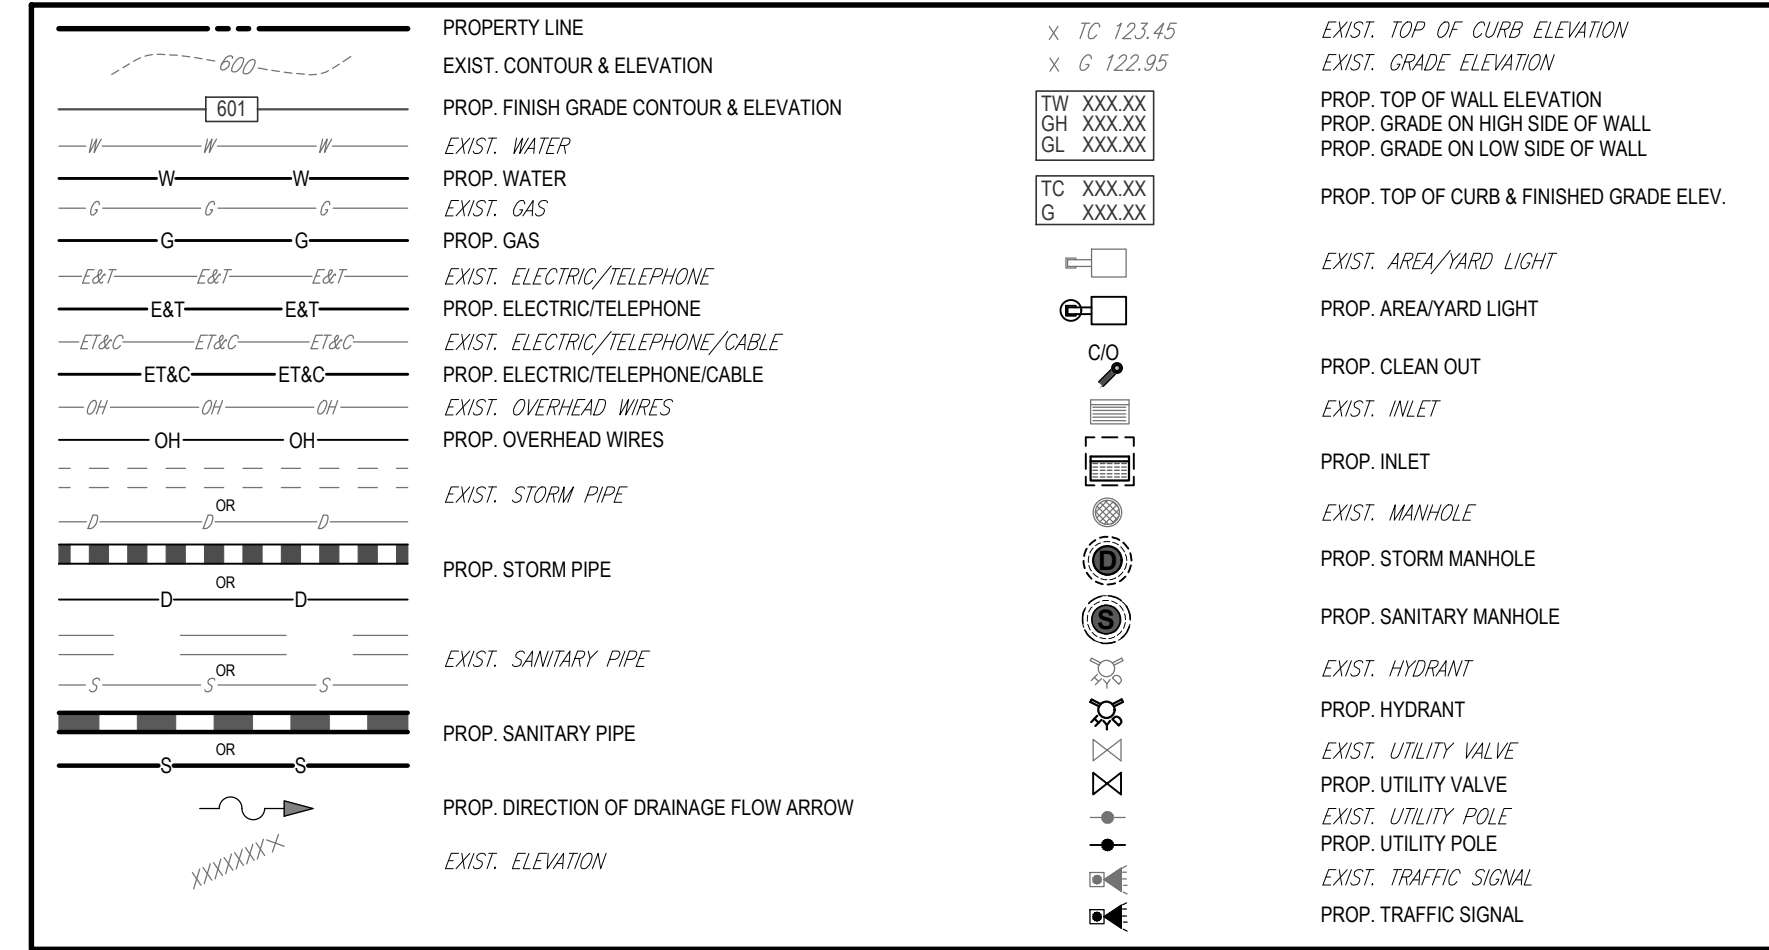 PROPERTY LINE
600
EXIST. CONTOUR & ELEVATION
601
PROP. FINISH GRADE CONTOUR & ELEVATION
W W W
EXIST. WATER
W W
PROP. WATER
G G G
EXIST. GAS
G G
PROP. GAS
E&T E&T E&T
EXIST. ELECTRIC/TELEPHONE
E&T E&T
PROP. ELECTRIC/TELEPHONE
ET&C ET&C ET&C
EXIST. ELECTRIC/TELEPHONE/CABLE
ET&C ET&C
PROP. ELECTRIC/TELEPHONE/CABLE
OH OH OH
EXIST. OVERHEAD WIRES
OH OH
PROP. OVERHEAD WIRES
OR
D D D
EXIST. STORM PIPE
OR
D D
PROP. STORM PIPE
OR
S S S
EXIST. SANITARY PIPE
OR
S S
PROP. SANITARY PIPE
PROP. DIRECTION OF DRAINAGE FLOW ARROW
XXXXXXX
EXIST. ELEVATION
X TC 123.45
EXIST. TOP OF CURB ELEVATION
X G 122.95
EXIST. GRADE ELEVATION
TW XXX.XX
GH XXX.XX
GL XXX.XX
PROP. TOP OF WALL ELEVATION
PROP. GRADE ON HIGH SIDE OF WALL
PROP. GRADE ON LOW SIDE OF WALL
TC XXX.XX
G XXX.XX
PROP. TOP OF CURB & FINISHED GRADE ELEV.
EXIST. AREA/YARD LIGHT
PROP. AREA/YARD LIGHT
C/O
PROP. CLEAN OUT
EXIST. INLET
PROP. INLET
EXIST. MANHOLE
D
PROP. STORM MANHOLE
S
PROP. SANITARY MANHOLE
EXIST. HYDRANT
PROP. HYDRANT
EXIST. UTILITY VALVE
PROP. UTILITY VALVE
EXIST. UTILITY POLE
PROP. UTILITY POLE
EXIST. TRAFFIC SIGNAL
PROP. TRAFFIC SIGNAL